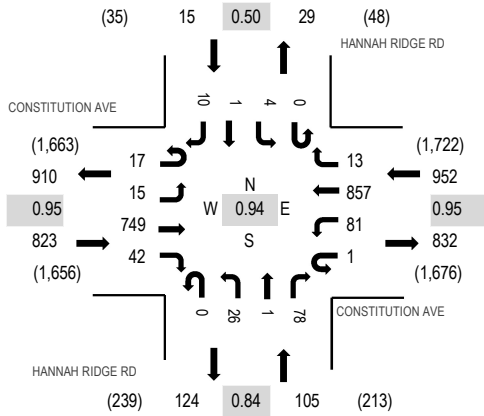 (35) 15 0.50 29 (48)
HANNAH RIDGE RD
CONSTITUTION AVE
10 1 4 0
(1,663) (1,722)
17 13
910 952
15 N 857
0.95 W 0.94 E 0.95
749 81
823 S 832
42 1
(1,656) (1,676)
0 26 1 78
CONSTITUTION AVE
HANNAH RIDGE RD
(239) 124 0.84 105 (213)